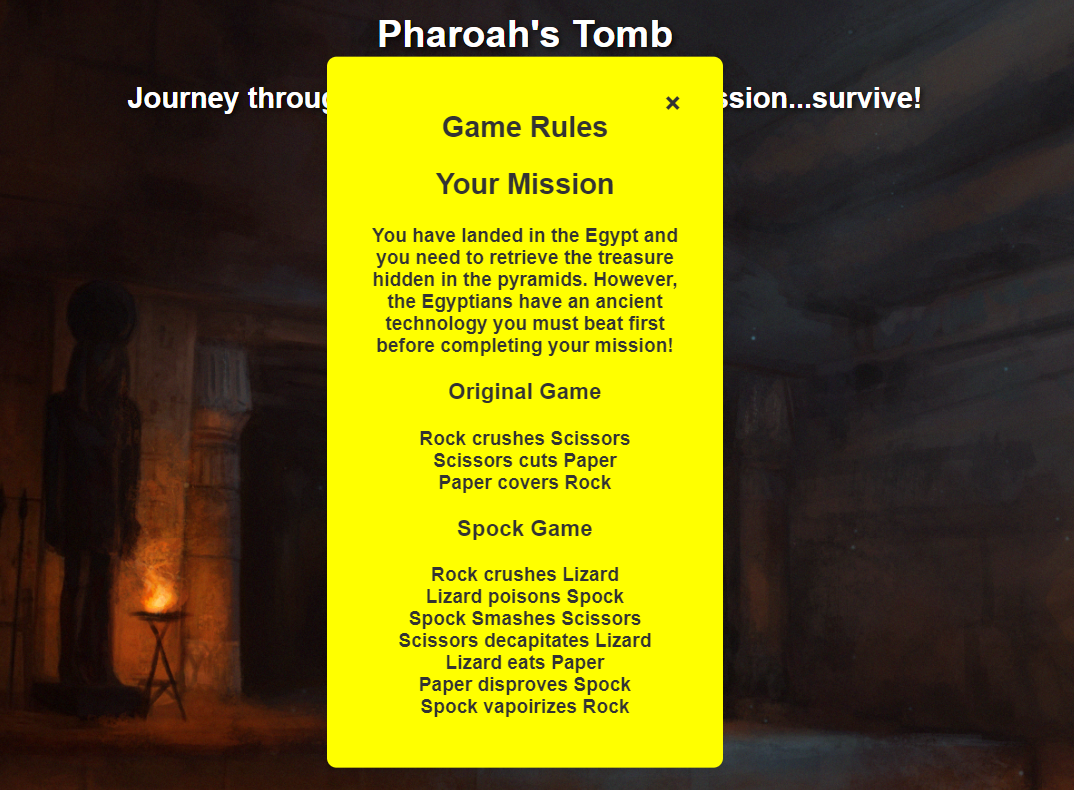 Pharoah's Tomb
Journey through ssion...survive!
×
Game Rules
Your Mission
You have landed in the Egypt and
you need to retrieve the treasure
hidden in the pyramids. However,
the Egyptians have an ancient
technology you must beat first
before completing your mission!
Original Game
Rock crushes Scissors
Scissors cuts Paper
Paper covers Rock
Spock Game
Rock crushes Lizard
Lizard poisons Spock
Spock Smashes Scissors
Scissors decapitates Lizard
Lizard eats Paper
Paper disproves Spock
Spock vapoirizes Rock